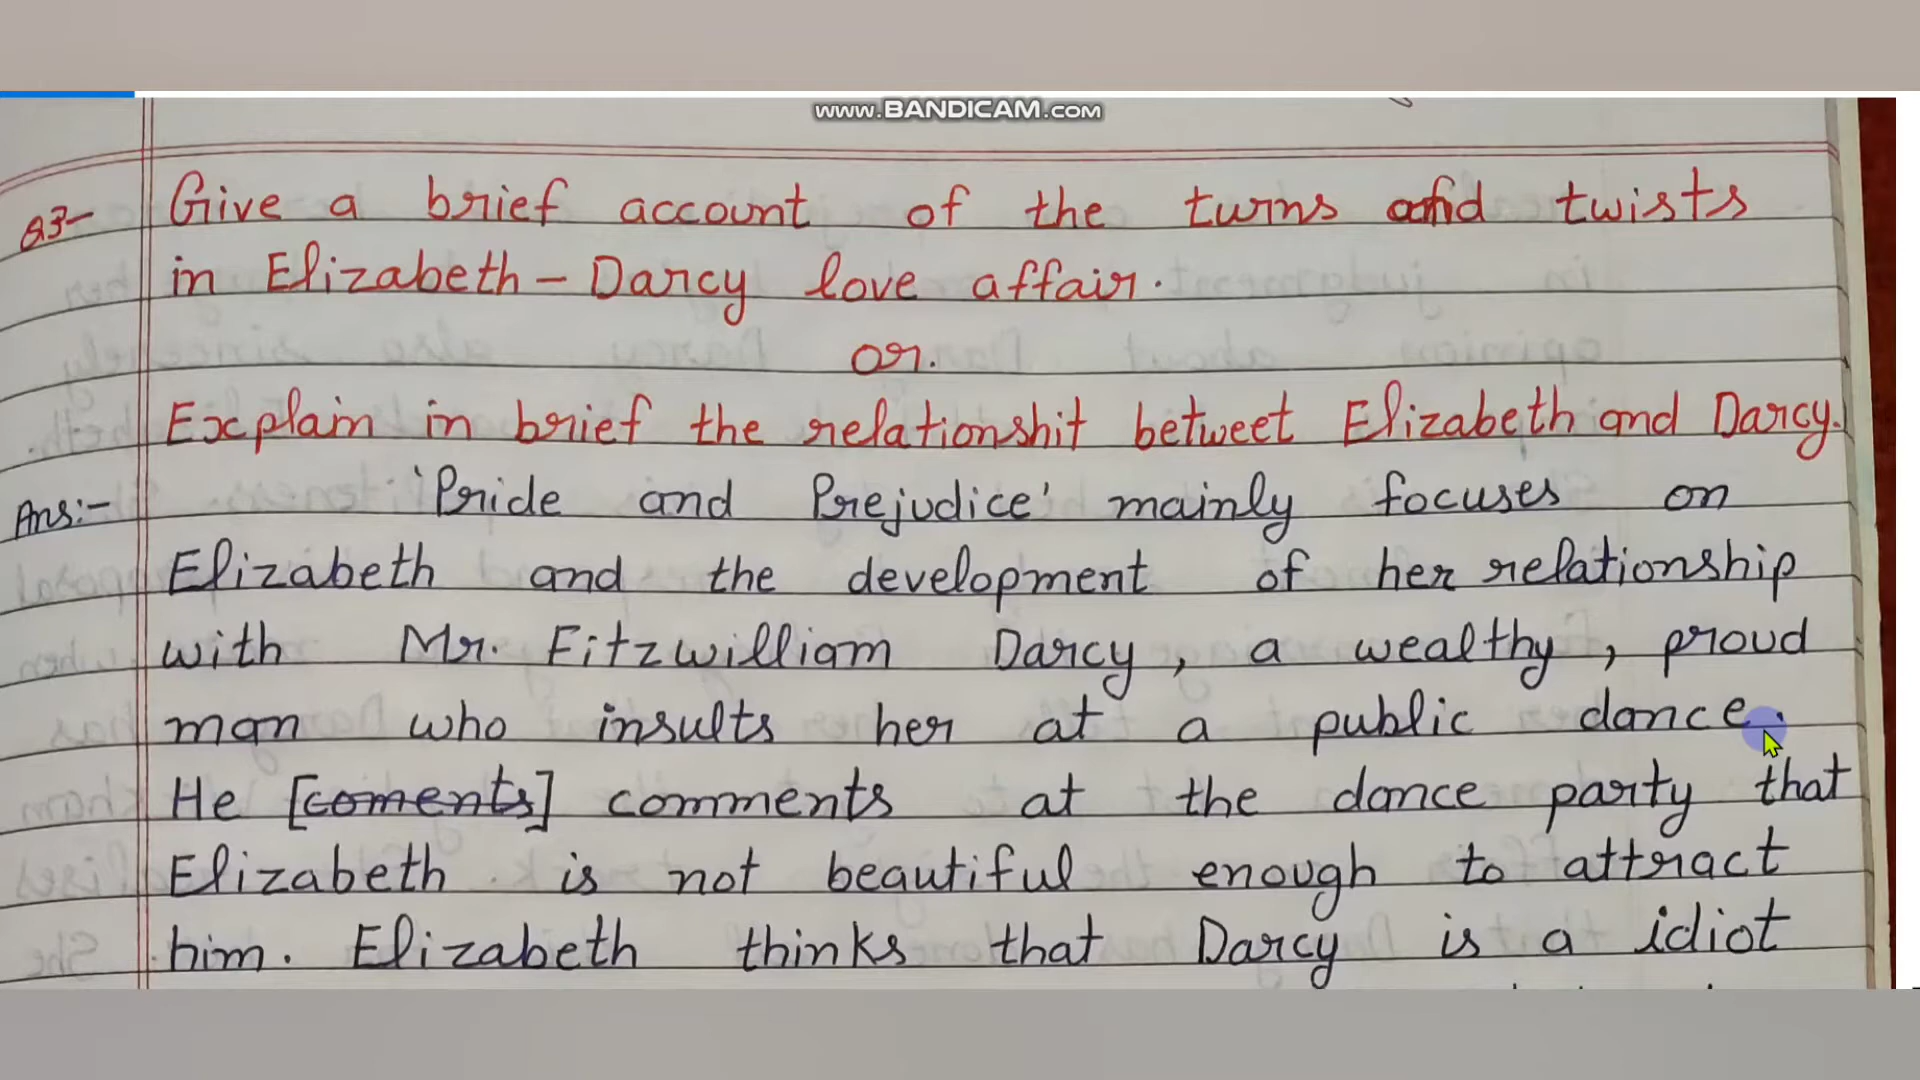 www.BANDICAM.com
Q3- Give a brief account of the turns and twists
in Elizabeth - Darcy love affair.
or.
Explain in brief the relationshit betweet Elizabeth and Darcy.
Ans:- 'Pride and Prejudice' mainly focuses on
Elizabeth and the development of her relationship
with Mr. Fitzwilliam Darcy, a wealthy, proud
man who insults her at a public dance.
He [coments] comments at the dance party that
Elizabeth is not beautiful enough to attract
him. Elizabeth thinks that Darcy is a idiot